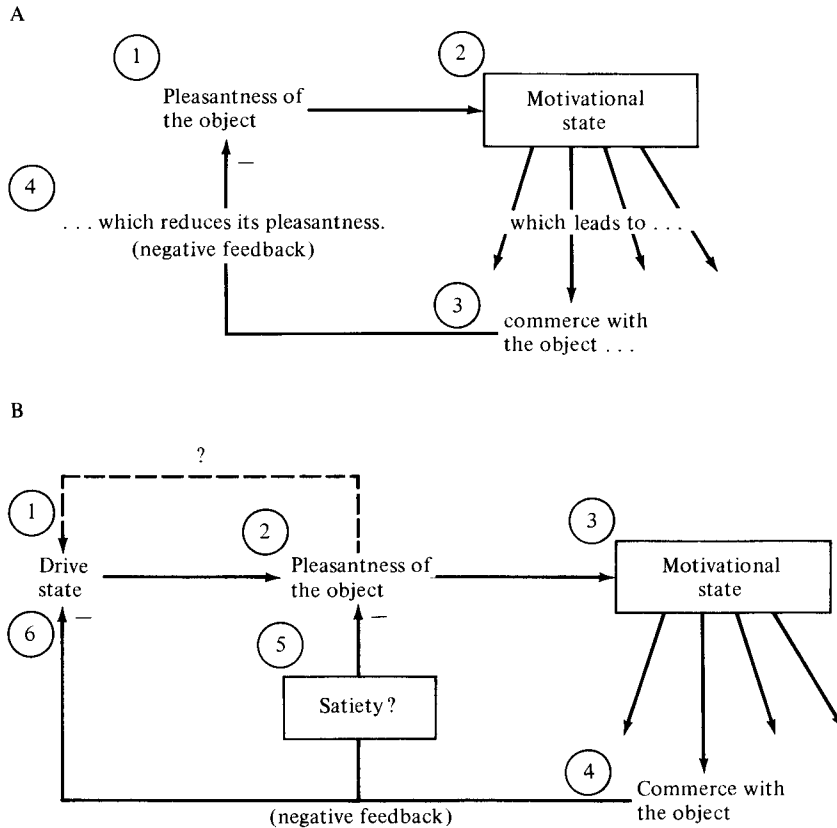 A
1
2
Pleasantness of
the object
Motivational
state
−
4
. . . which reduces its pleasantness.
(negative feedback)
which leads to . . .
3
commerce with
the object . . .
B
?
1
2
3
Drive
state
Pleasantness of
the object
Motivational
state
−
−
6
5
Satiety ?
4
Commerce with
the object
(negative feedback)